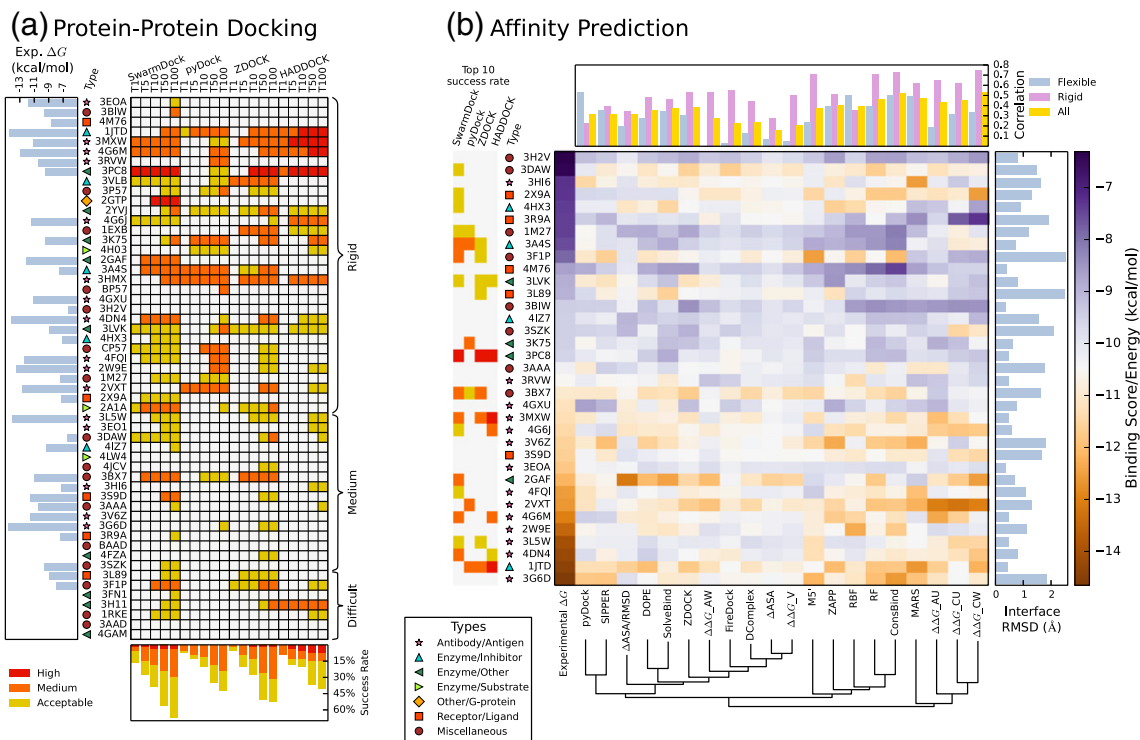 (a) Protein-Protein Docking
Exp. ΔG
(kcal/mol)
-13
-11
-9
-7
Type
SwarmDock
PyDock
ZDOCK
HADDOCK
T1
T5
T10
T50
T100
T1
T5
T10
T50
T100
T1
T5
T10
T50
T100
T1
T5
T10
T50
T100
3EOA
3BIW
4M76
1JTD
3MXW
4G6M
3RVW
3PC8
3VLB
3P57
2GTP
2YVJ
4G6J
1EXB
3K75
4H03
2GAF
3A4S
3HMX
BP57
4GXU
3H2V
4DN4
3LVK
4HX3
CP57
4FQI
2W9E
1M27
2VXT
2X9A
2A1A
3L5W
3EO1
3DAW
4IZ7
4LW4
4JCV
3BX7
3HI6
3S9D
3AAA
3V6Z
3G6D
3R9A
BAAD
4FZA
3SZK
3L89
3F1P
3FN1
3H11
1RKE
3AAD
4GAM
Rigid
Medium
Difficult
15%
30%
45%
60%
Success Rate
High
Medium
Acceptable
Types
Antibody/Antigen
Enzyme/Inhibitor
Enzyme/Other
Enzyme/Substrate
Other/G-protein
Receptor/Ligand
Miscellaneous
(b) Affinity Prediction
Top 10
success rate
SwarmDock
pyDock
ZDOCK
HADDOCK
Type
0.8
0.7
0.6
0.5
0.4
0.3
0.2
0.1
Correlation
Flexible
Rigid
All
3H2V
3DAW
3HI6
2X9A
4HX3
3R9A
1M27
3A4S
3F1P
4M76
3LVK
3L89
3BIW
4IZ7
3SZK
3K75
3PC8
3AAA
3RVW
3BX7
4GXU
3MXW
4G6J
3V6Z
3S9D
3EOA
2GAF
4FQI
2VXT
4G6M
2W9E
3L5W
4DN4
1JTD
3G6D
Experimental ΔG
pyDock
SIPPER
ΔASA/RMSD
DOPE
SolveBind
ZDOCK
ΔΔG_AW
FireDock
DComplex
ΔASA
ΔΔG_V
M5'
ZAPP
RBF
RF
ConsBind
MARS
ΔΔG_AU
ΔΔG_CU
ΔΔG_CW
0.0
0.5
1.0
1.5
2.0
2.5
Interface
RMSD (Å)
−7
−8
−9
−10
−11
−12
−13
−14
Binding Score/Energy (kcal/mol)